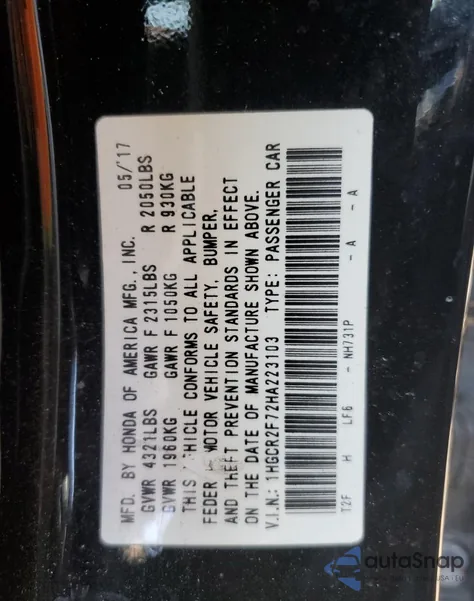 MFD. BY HONDA OF AMERICA MFG., INC. 05/'17
GVWR 4321LBS GAWR F 2315LBS R 2050LBS
GVWR 1960KG GAWR F 1050KG R 930KG
THIS EHICLE CONFORMS TO ALL APPLICABLE
FEDER MOTOR VEHICLE SAFETY, BUMPER,
AND THEFT PREVENTION STANDARDS IN EFFECT
ON THE DATE OF MANUFACTURE SHOWN ABOVE.
V.I.N.: 1HGCR2F72HA223103 TYPE: PASSENGER CAR
T2F H LF6 - NH731P - A - A
autoSnap